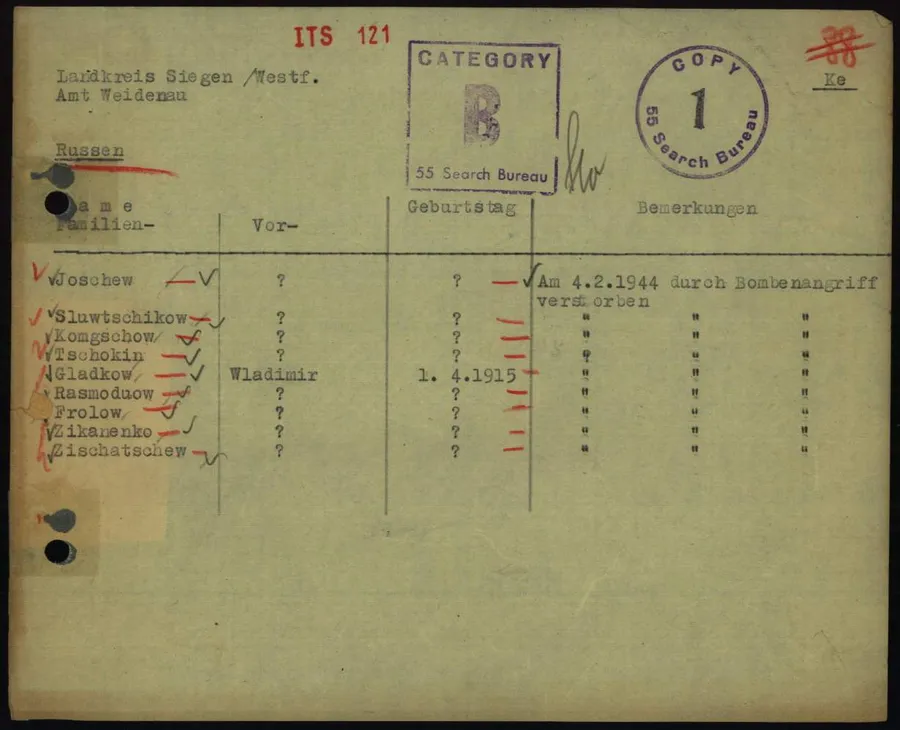 ITS 121
CATEGORY
B
55 Search Bureau
COPY
1
55 Search Bureau
88
Ke
Landkreis Siegen /Westf.
Amt Weidenau
Russen
Name
Familien- Vor- Geburtstag Bemerkungen
Joschew ? ? Am 4.2.1944 durch Bombenangriff
verstorben
Sluwtschikow ? ? " " "
Komgschow ? ? " " "
Tschokin ? ? ? " "
Gladkow Wladimir 1. 4.1915 " " "
Rasmoduow ? ? " " "
Frolow ? ? " " "
Zikanenko ? ? " " "
Zischatschew ? ? " " "